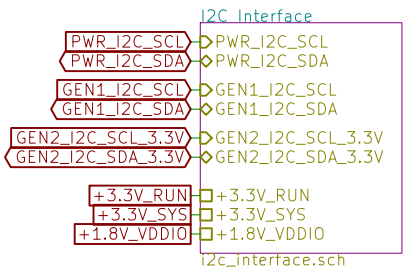 I2C Interface
PWR_I2C_SCL PWR_I2C_SCL
PWR_I2C_SDA PWR_I2C_SDA
GEN1_I2C_SCL GEN1_I2C_SCL
GEN1_I2C_SDA GEN1_I2C_SDA
GEN2_I2C_SCL_3.3V GEN2_I2C_SCL_3.3V
GEN2_I2C_SDA_3.3V GEN2_I2C_SDA_3.3V
+3.3V_RUN +3.3V_RUN
+3.3V_SYS +3.3V_SYS
+1.8V_VDDIO +1.8V_VDDIO
i2c_interface.sch